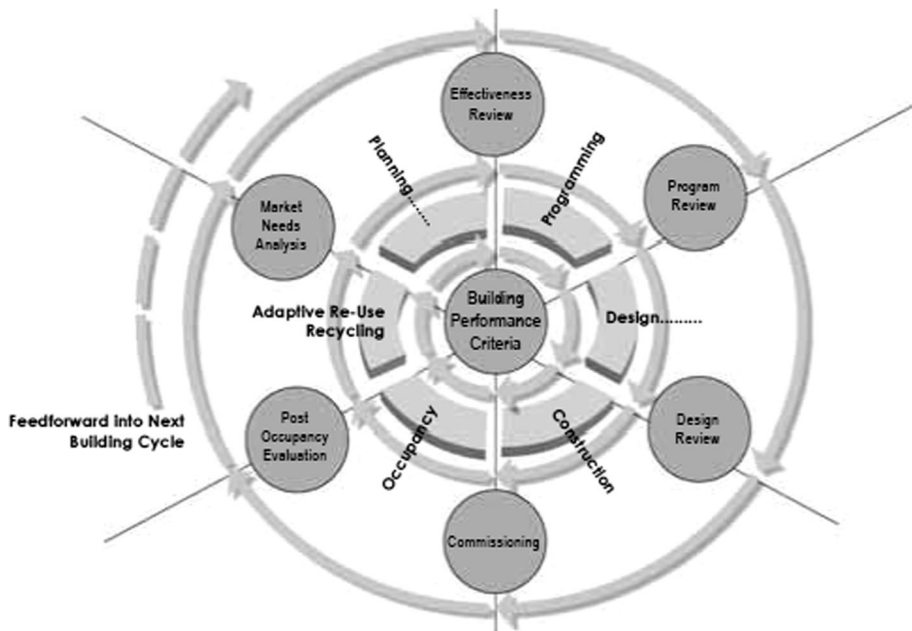 Effectiveness
Review
Planning......
Programming
Program
Review
Market
Needs
Analysis
Building
Performance
Criteria
Adaptive Re-Use
Recycling
Design.........
Feedforward into Next
Building Cycle
Post
Occupancy
Evaluation
Occupancy
Construction
Design
Review
Commissioning